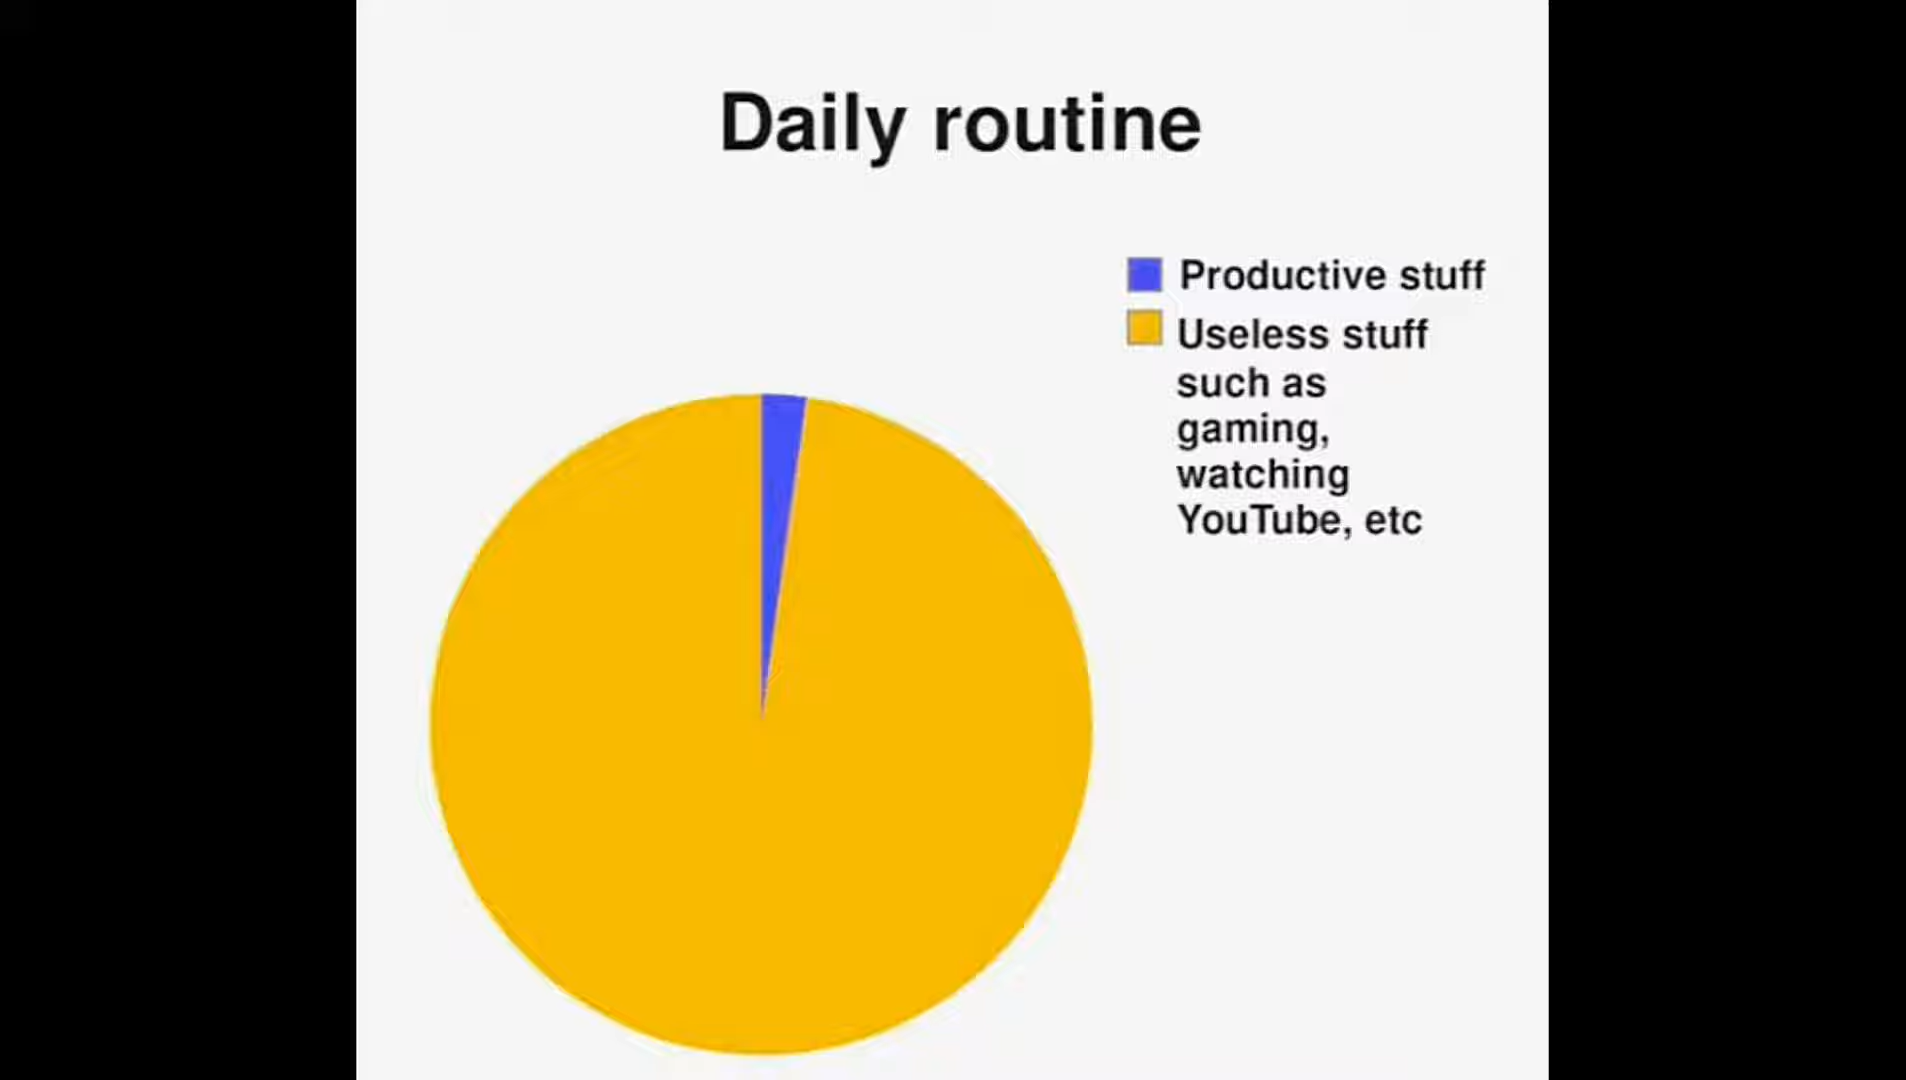 Daily routine
Productive stuff
Useless stuff
such as
gaming,
watching
YouTube, etc